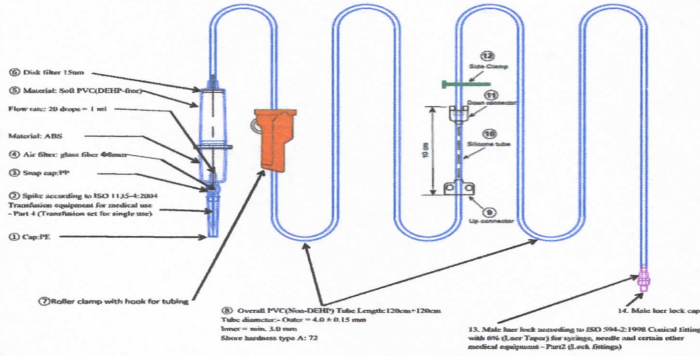 ⑥ Disk filter 15um
⑤ Material: Soft PVC(DEHP-free)
Flow rate: 20 drops = 1 ml
Material: ABS
④ Air filter: glass fiber
③ Snap cap:PP
② Spike according to ISO 1135-4:2004
Transfusion equipment for medical use
- Part 4 (Transfusion set for single use)
① Cap:PE
⑦Roller clamp with hook for tubing
⑧ Overall PVC(Non-DEHP) Tube Length:120cm+120cm
Tube diameter:- Outer = 4.0 ± 0.15 mm
Inner = min. 3.0 mm
Shore hardness type A: 72
⑫
Side Clamp
⑪
Down connector
10 cm
⑩
Silicone tube
⑨
Up connector
14. Male luer lock cap
13. Male luer lock according to ISO 594-2:1998 Conical fitting
with 6% (Luer Taper) for syringe, needle and certain other
medical equipment - Part2 (Lock fittings)